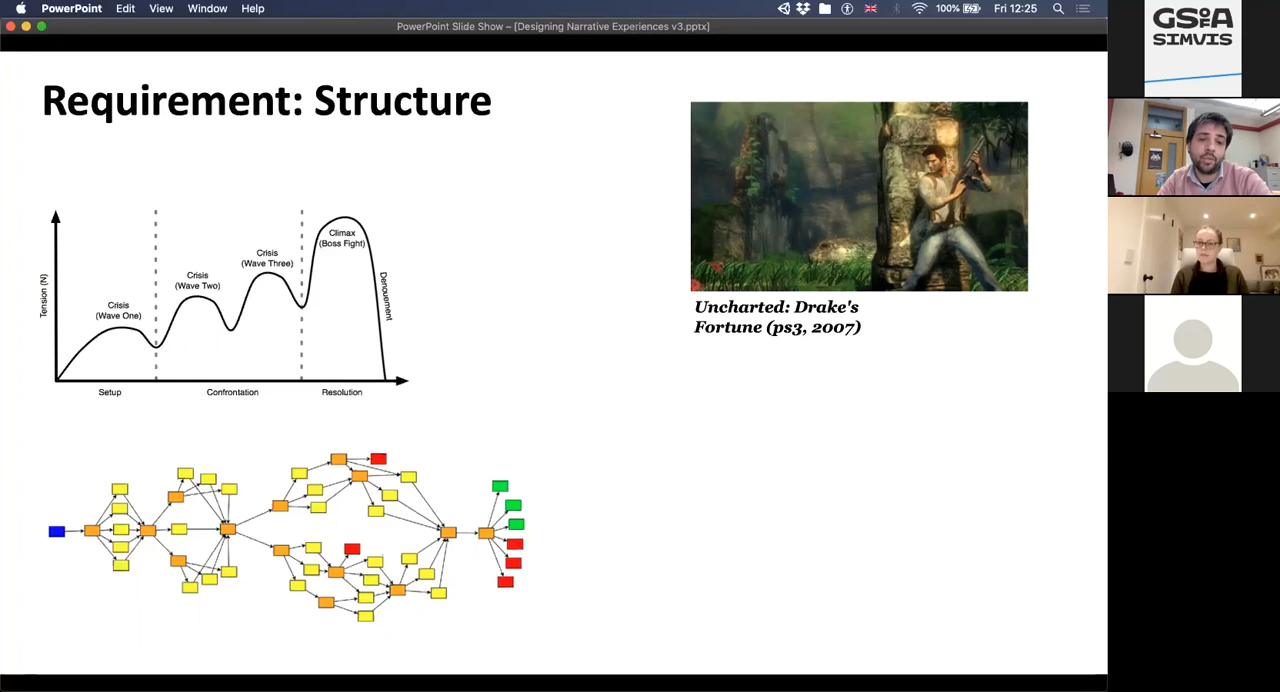 PowerPoint Edit View Window Help 100% Fri 12:25
PowerPoint Slide Show – [Designing Narrative Experiences v3.pptx]
GSOFA
SIMVIS
Requirement: Structure
Tension (N)
Crisis
(Wave One)
Crisis
(Wave Two)
Crisis
(Wave Three)
Climax
(Boss Fight)
Denouement
Setup
Confrontation
Resolution
Uncharted: Drake's
Fortune (ps3, 2007)